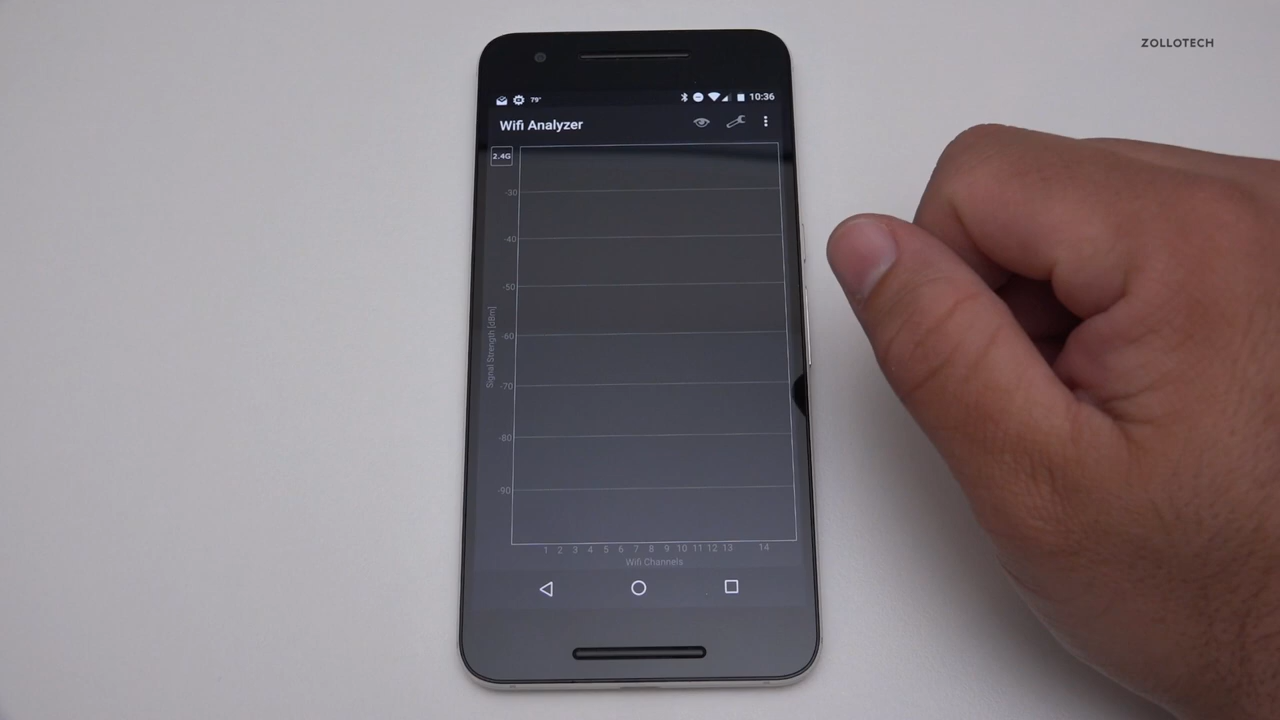 ZOLLOTECH
79° 10:36
Wifi Analyzer
2.4G
-30
-40
-50
-60
-70
-80
-90
Signal Strength [dBm]
1 2 3 4 5 6 7 8 9 10 11 12 13 14
Wifi Channels